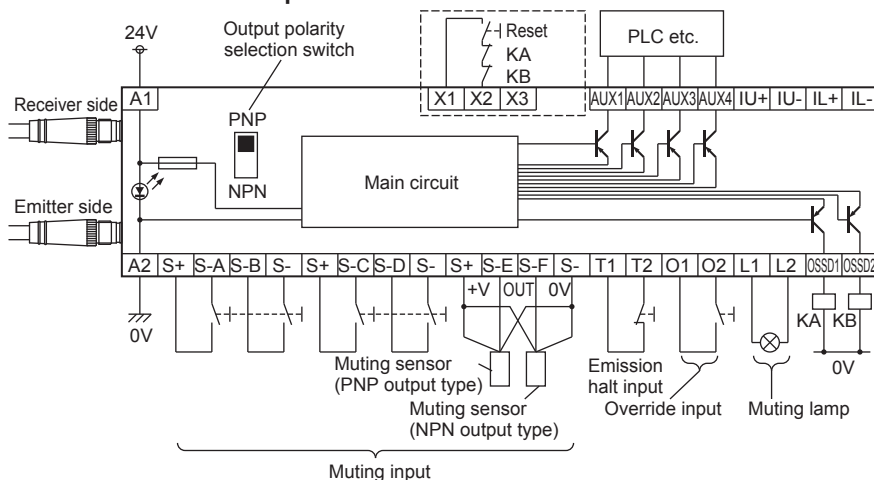 24V
Output polarity
selection switch
Reset
KA
KB
PLC etc.
A1
X1 X2 X3
AUX1 AUX2 AUX3 AUX4 IU+ IU- IL+ IL-
Receiver side
PNP
NPN
Main circuit
Emitter side
A2 S+ S-A S-B S- S+ S-C S-D S- S+ S-E S-F S- T1 T2 O1 O2 L1 L2 OSSD1 OSSD2
+V OUT 0V
0V
KA KB
0V
Muting sensor
(PNP output type)
Muting sensor
(NPN output type)
Emission
halt input
Override input
Muting lamp
Muting input